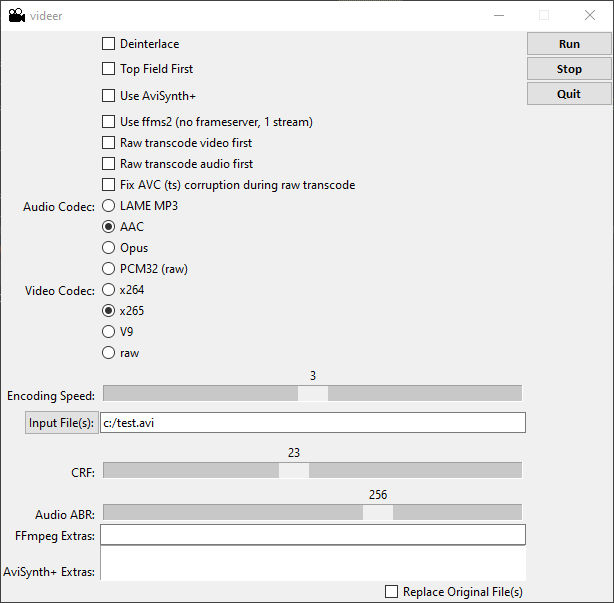 videer
Deinterlace
Run
Top Field First
Stop
Use AviSynth+
Quit
Use ffms2 (no frameserver, 1 stream)
Raw transcode video first
Raw transcode audio first
Fix AVC (ts) corruption during raw transcode
Audio Codec: LAME MP3
AAC
Opus
PCM32 (raw)
Video Codec: x264
x265
V9
raw
3
Encoding Speed:
Input File(s): c:/test.avi
23
CRF:
256
Audio ABR:
FFmpeg Extras:
AviSynth+ Extras:
Replace Original File(s)